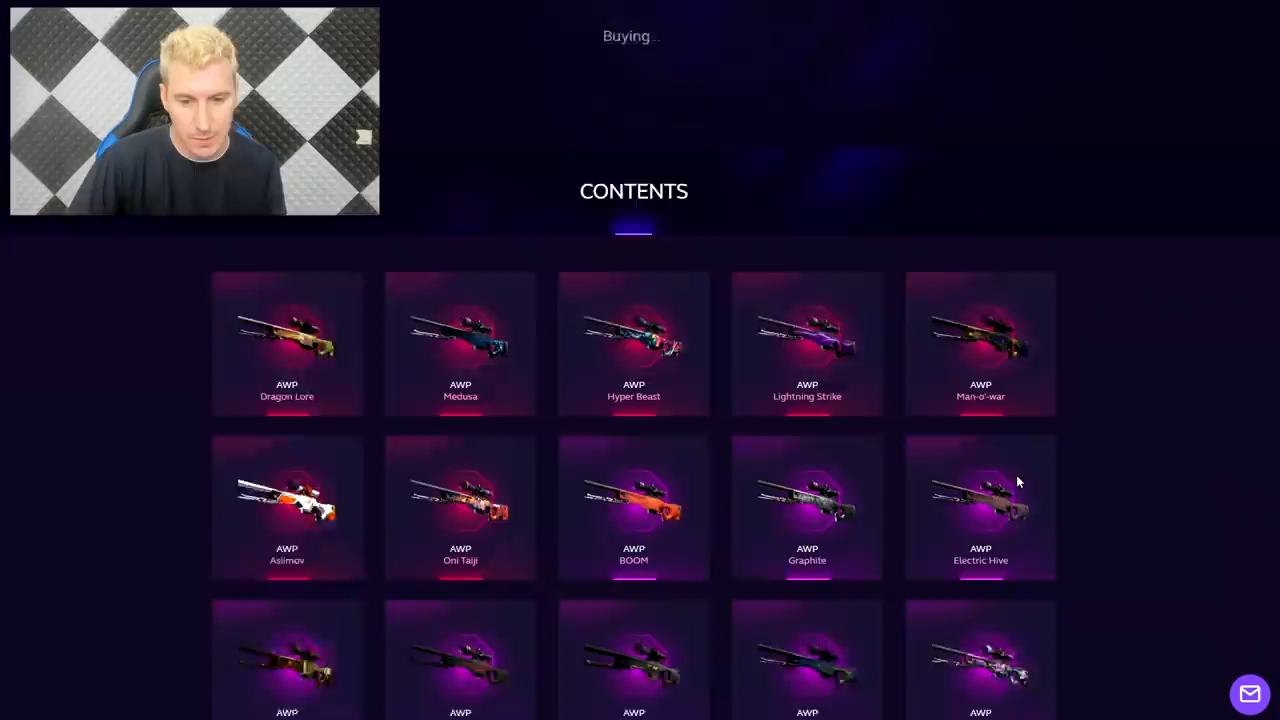 Buying...
CONTENTS
AWP
Dragon Lore
AWP
Medusa
AWP
Hyper Beast
AWP
Lightning Strike
AWP
Man-o'-war
AWP
Asiimov
AWP
Oni Taiji
AWP
BOOM
AWP
Graphite
AWP
Electric Hive
AWP
AWP
AWP
AWP
AWP